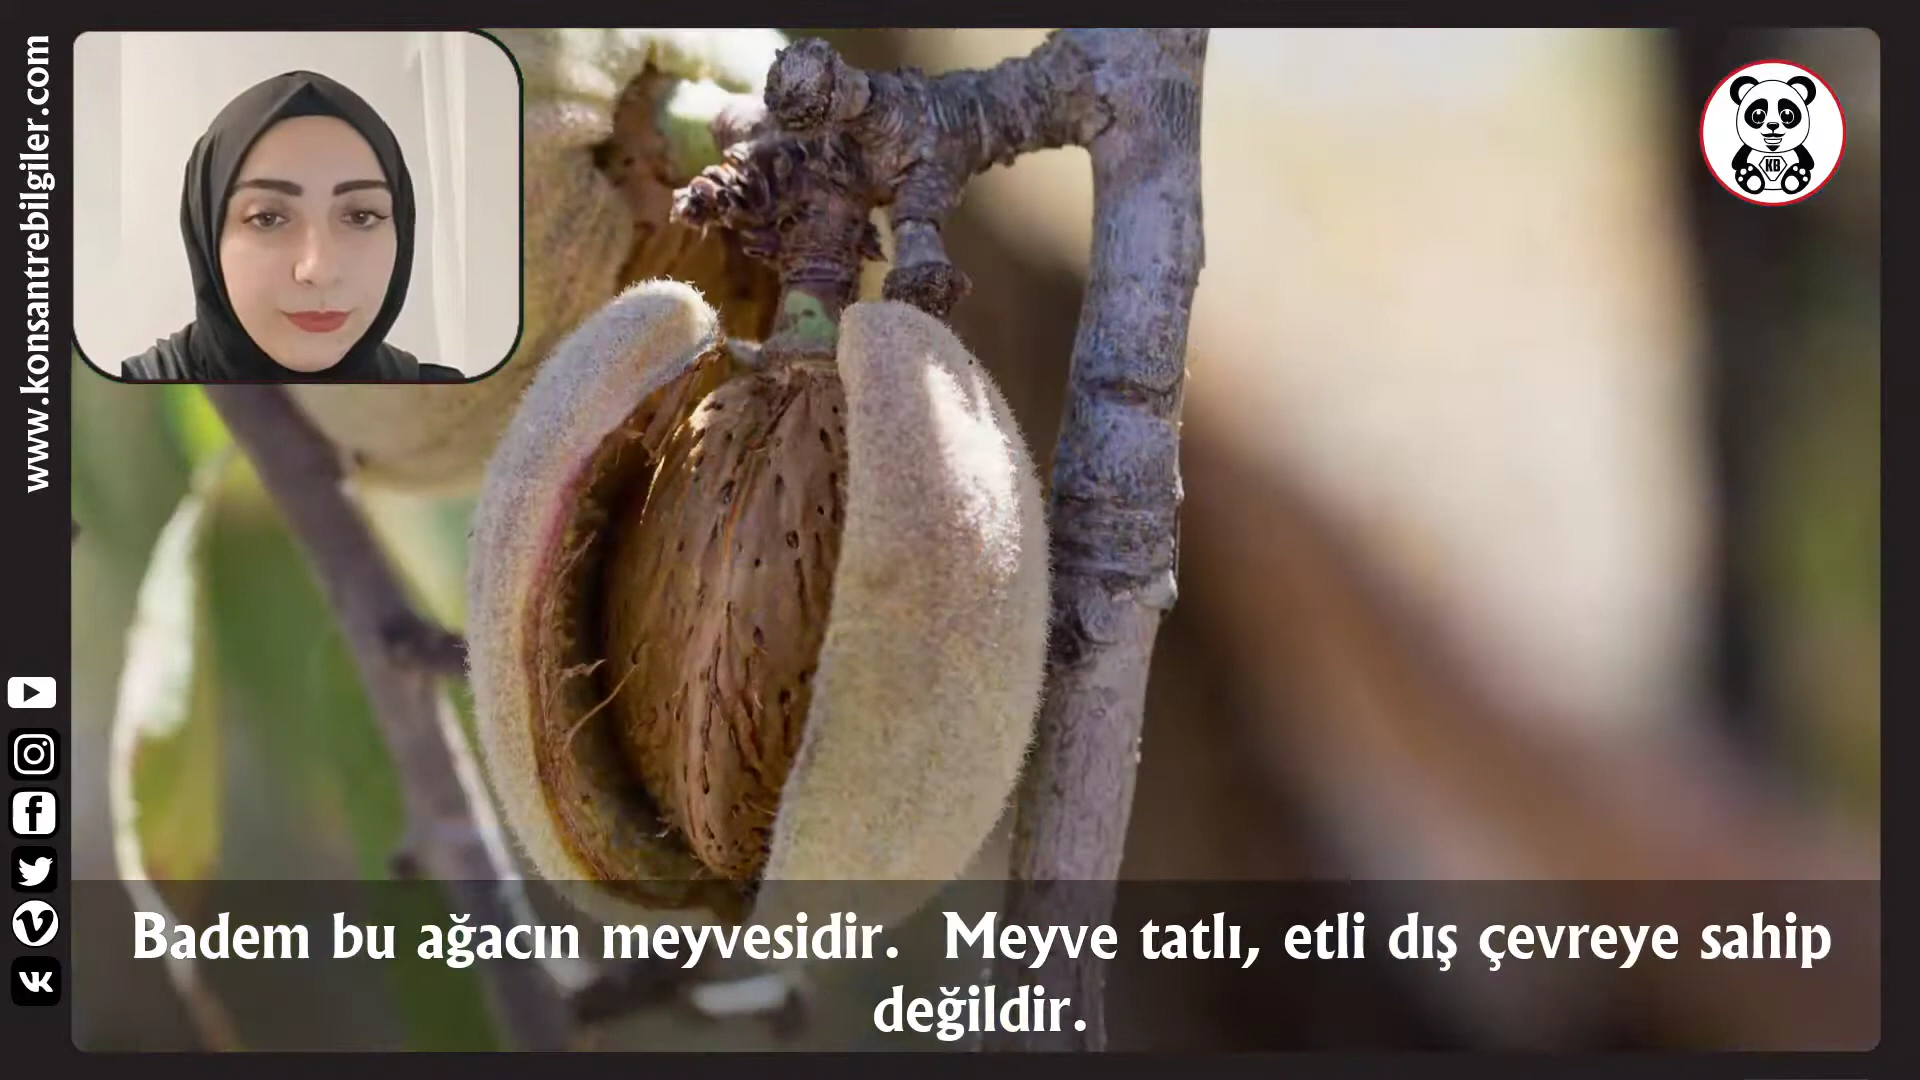 www.konsantrebilgiler.com
KB
Badem bu ağacın meyvesidir. Meyve tatlı, etli dış çevreye sahip
değildir.